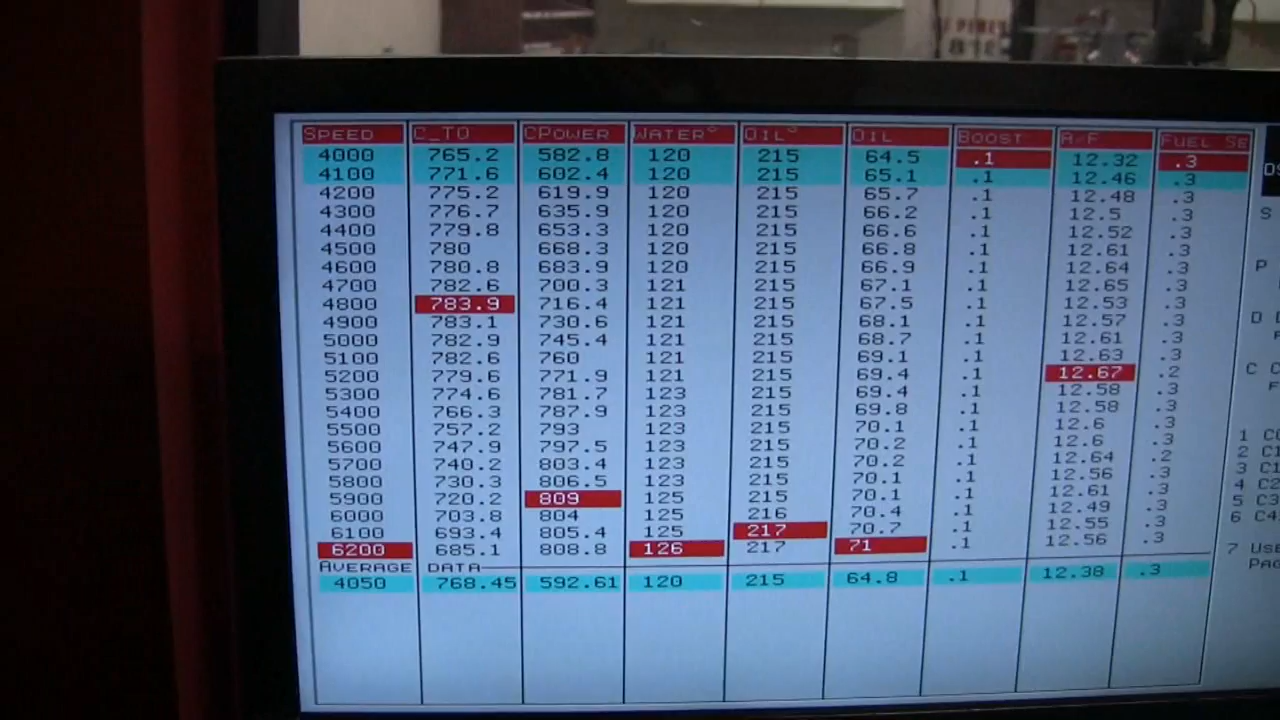 SPEED C_TO CPOWER WATER° OIL° OIL BOOST A/F FUEL SE
4000 765.2 582.8 120 215 64.5 .1 12.32 .3
4100 771.6 602.4 120 215 65.1 .1 12.46 .3
4200 775.2 619.9 120 215 65.7 .1 12.48 .3
4300 776.7 635.9 120 215 66.2 .1 12.5 .3
4400 779.8 653.3 120 215 66.6 .1 12.52 .3
4500 780 668.3 120 215 66.8 .1 12.61 .3
4600 780.8 683.9 120 215 66.9 .1 12.64 .3
4700 782.6 700.3 121 215 67.1 .1 12.65 .3
4800 783.9 716.4 121 215 67.5 .1 12.53 .3
4900 783.1 730.6 121 215 68.1 .1 12.57 .3
5000 782.9 745.4 121 215 68.7 .1 12.61 .3
5100 782.6 760 121 215 69.1 .1 12.63 .3
5200 779.6 771.9 121 215 69.4 .1 12.67 .2
5300 774.6 781.7 123 215 69.4 .1 12.58 .3
5400 766.3 787.9 123 215 69.8 .1 12.58 .3
5500 757.2 793 123 215 70.1 .1 12.6 .3
5600 747.9 797.5 123 215 70.2 .1 12.6 .3
5700 740.2 803.4 123 215 70.2 .1 12.64 .2
5800 730.3 806.5 123 215 70.1 .1 12.56 .3
5900 720.2 809 125 215 70.1 .1 12.61 .3
6000 703.8 804 125 216 70.4 .1 12.49 .3
6100 693.4 805.4 125 217 70.7 .1 12.55 .3
6200 685.1 808.8 126 217 71 .1 12.56 .3
AVERAGE DATA
4050 768.45 592.61 120 215 64.8 .1 12.38 .3
S
P
D
C C
F
1 C
2 C1
3 C1
4 C2
5 C3
6 C4
7 USE
PAG